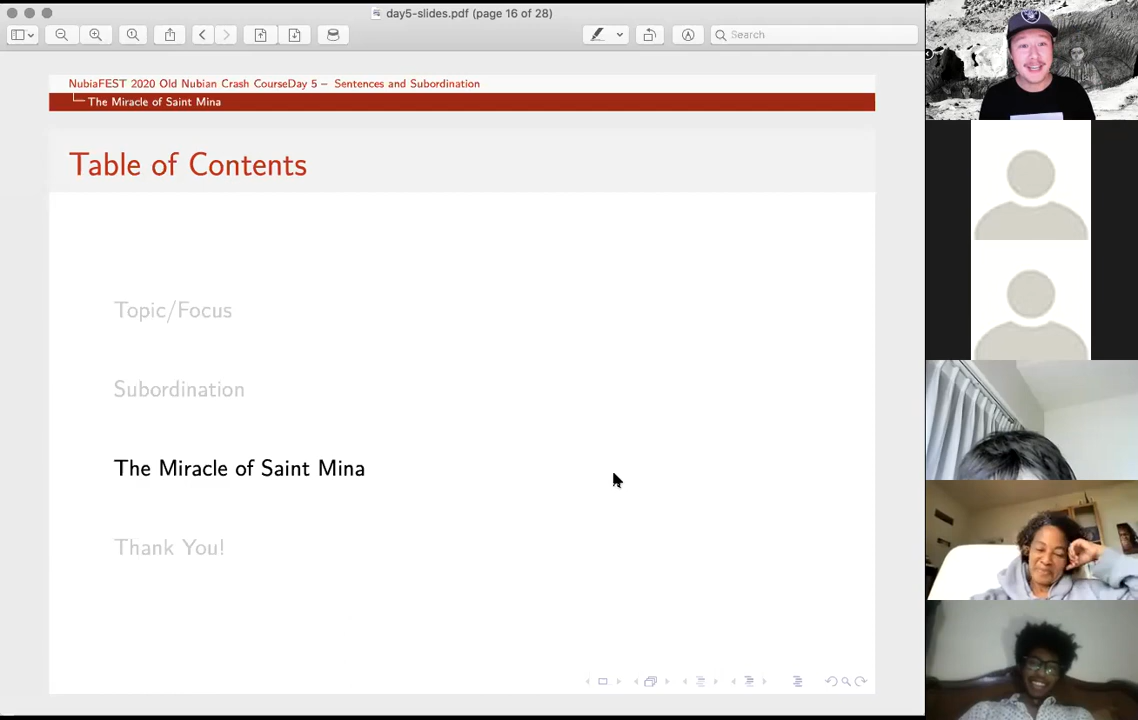 day5-slides.pdf (page 16 of 28)
Search
NubiaFEST 2020 Old Nubian Crash CourseDay 5 – Sentences and Subordination
The Miracle of Saint Mina
Table of Contents
Topic/Focus
Subordination
The Miracle of Saint Mina
Thank You!